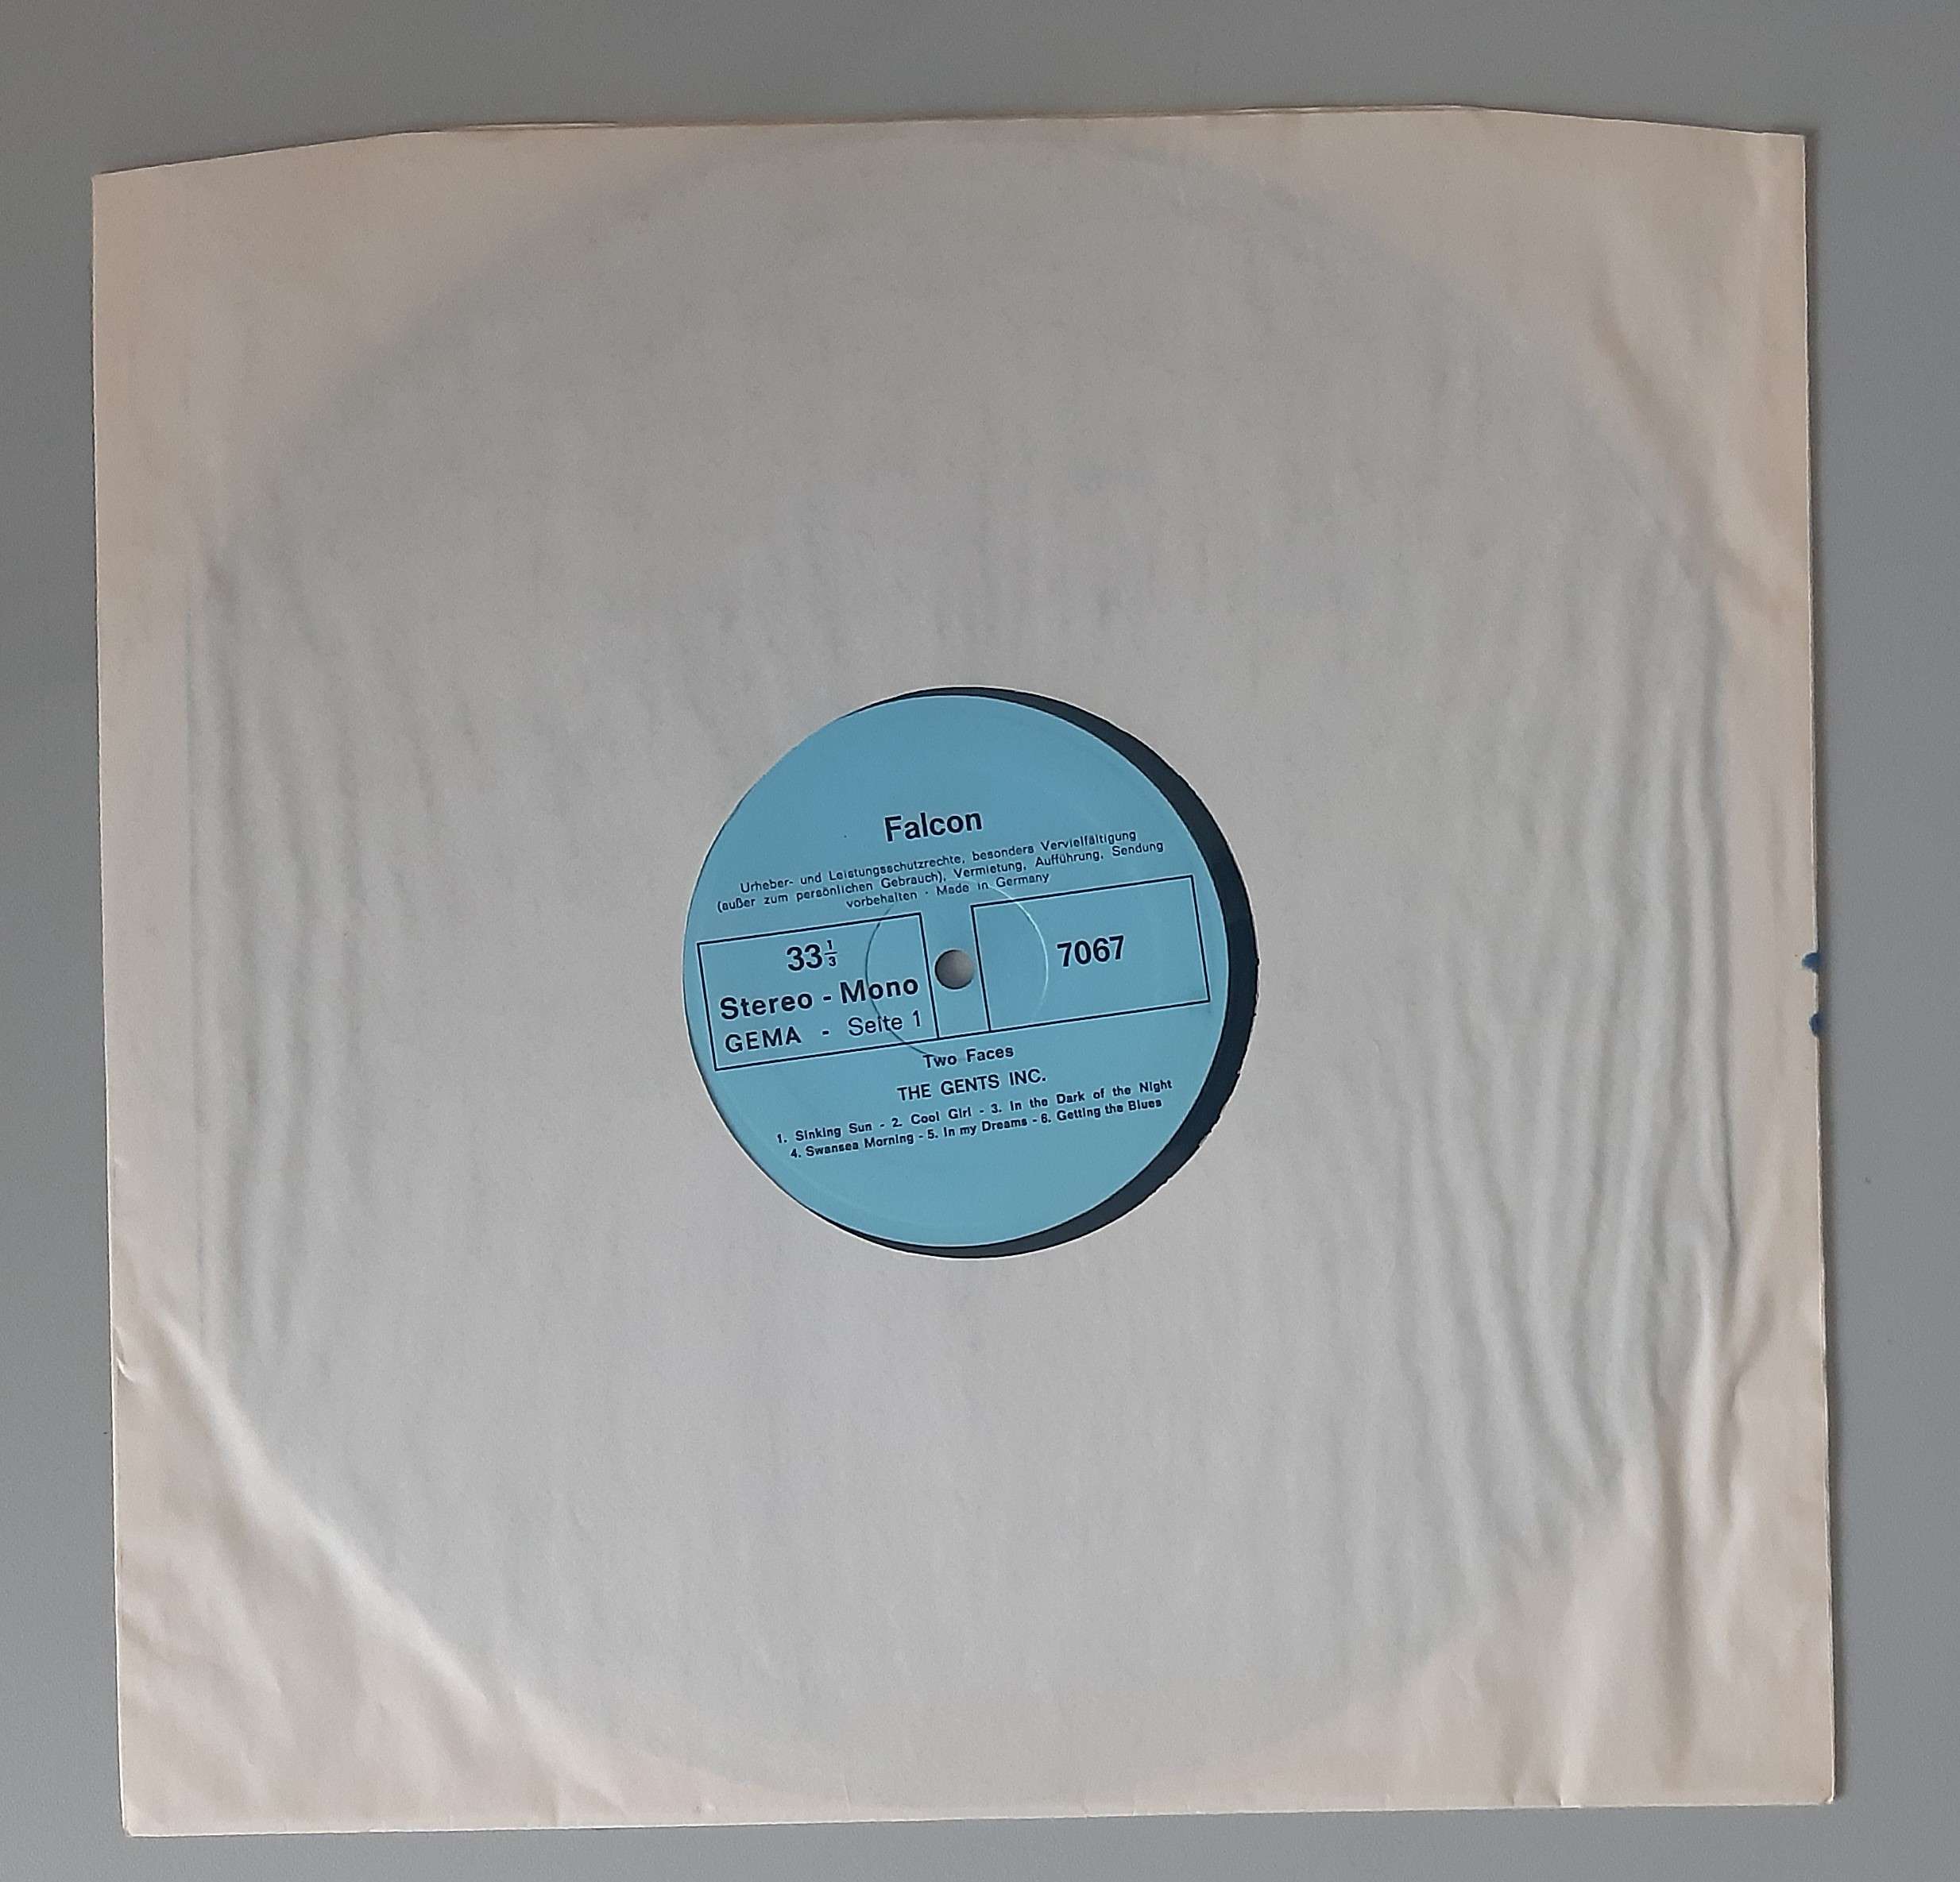 Falcon
Urheber- und Leistungsschutzrechte, besonders Vervielfältigung
(außer zum persönlichen Gebrauch), Vermietung, Aufführung, Sendung
vorbehalten · Made in Germany
33 1/3
Stereo - Mono
GEMA - Seite 1
7067
Two Faces
THE GENTS INC.
1. Sinking Sun - 2. Cool Girl - 3. In the Dark of the Night
4. Swansea Morning - 5. In my Dreams - 6. Getting the Blues